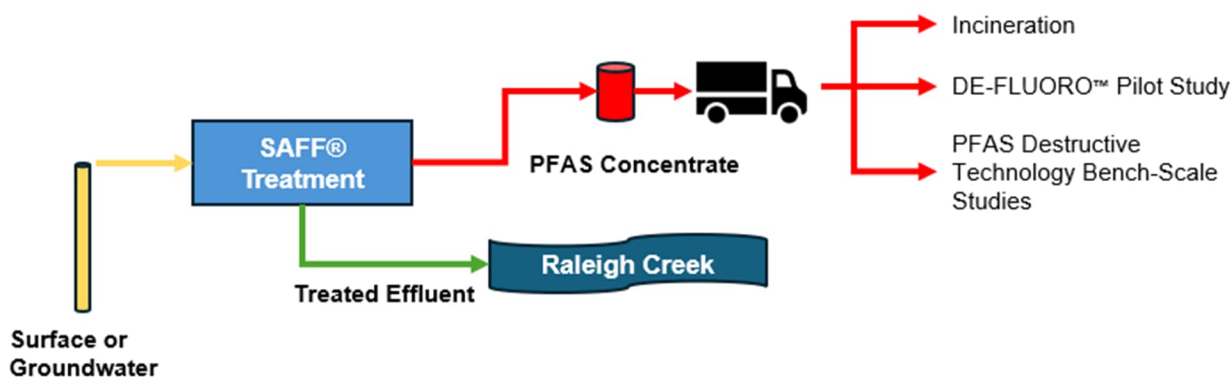 Incineration
DE-FLUORO™ Pilot Study
PFAS Destructive
Technology Bench-Scale
Studies
SAFF®
Treatment
PFAS Concentrate
Raleigh Creek
Treated Effluent
Surface or
Groundwater